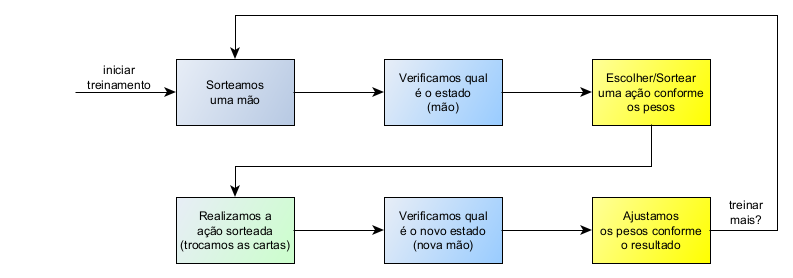 iniciar
treinamento
Sorteamos
uma mão
Verificamos qual
é o estado
(mão)
Escolher/Sortear
uma ação conforme
os pesos
Realizamos a
ação sorteada
(trocamos as cartas)
Verificamos qual
é o novo estado
(nova mão)
Ajustamos
os pesos conforme
o resultado
treinar
mais?